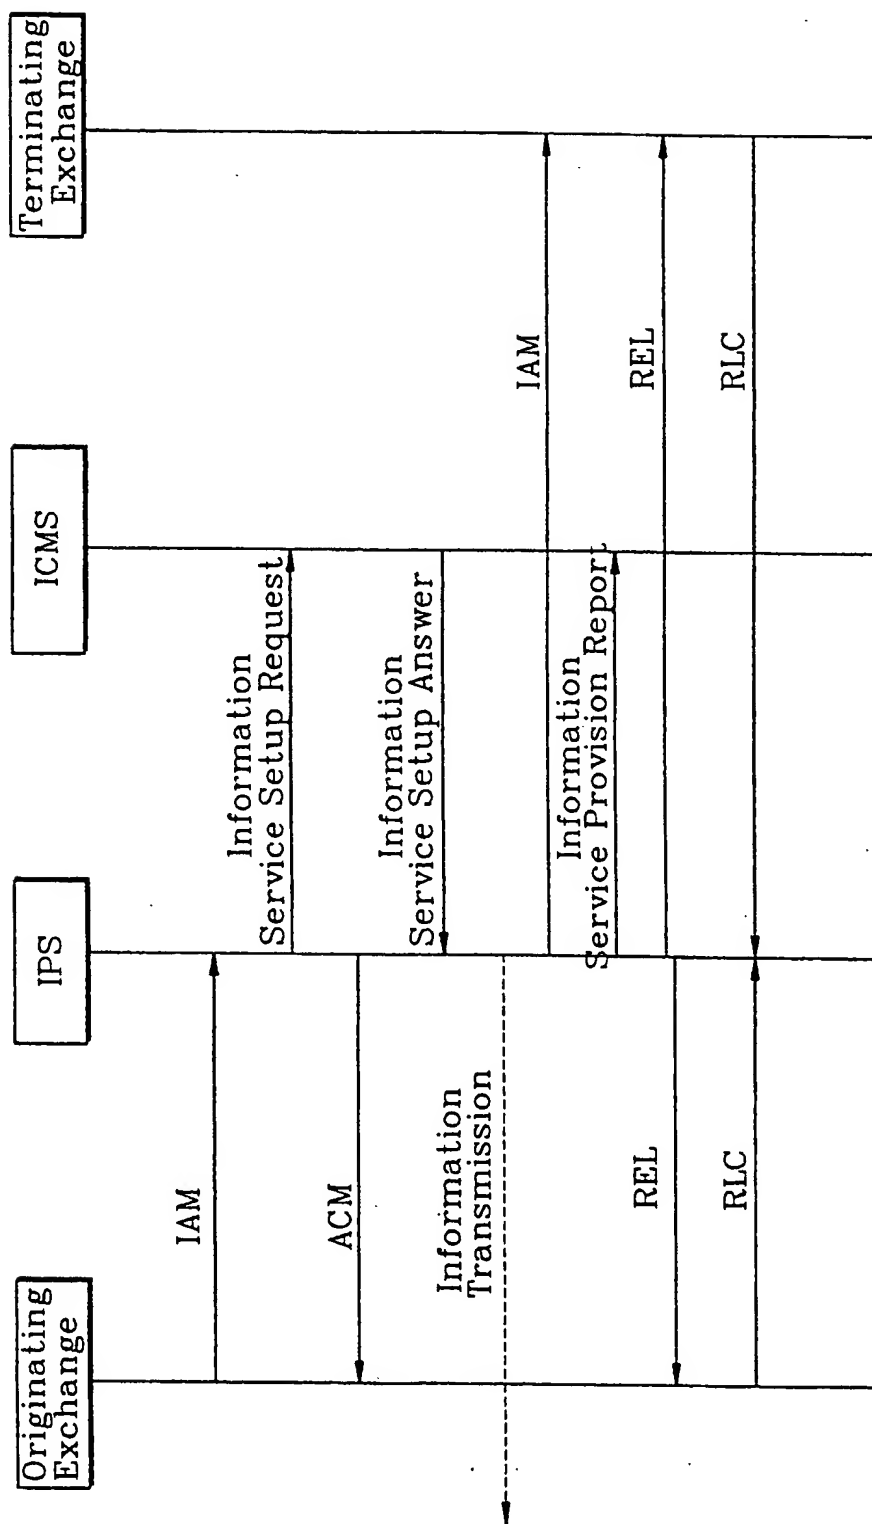 Originating
Exchange
IPS
ICMS
Terminating
Exchange
IAM
Information
Service Setup Request
ACM
Information
Service Setup Answer
Information
Transmission
IAM
Information
Service Provision Report
REL
REL
RLC
RLC